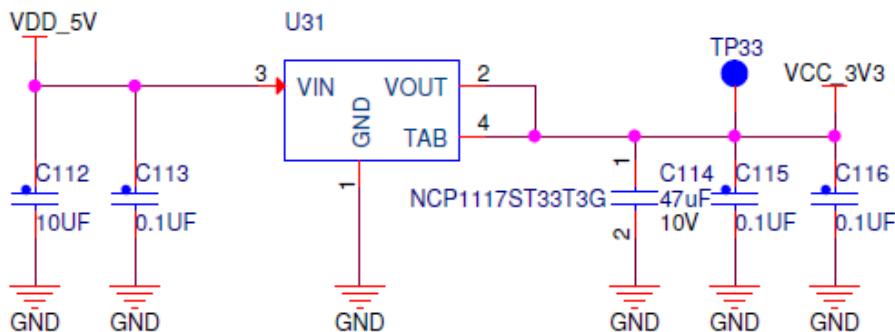 VDD_5V
U31
TP33
VCC_3V3
3
VIN
VOUT
2
GND
TAB
4
1
C112
10UF
C113
0.1UF
NCP1117ST33T3G
1
C114
47uF
10V
2
C115
0.1UF
C116
0.1UF
GND
GND
GND
GND
GND
GND